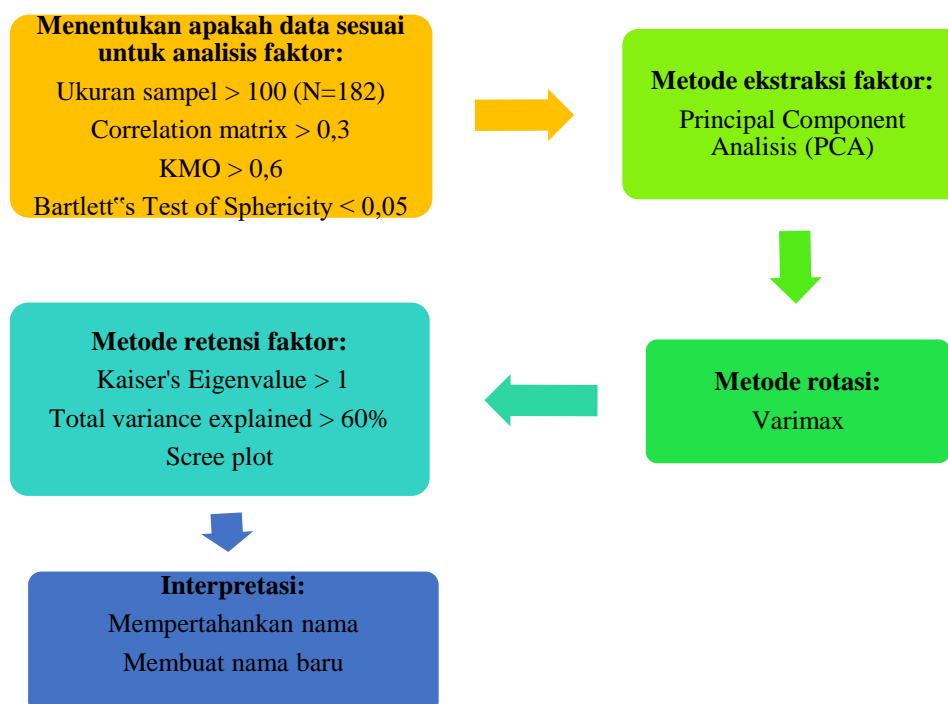 Menentukan apakah data sesuai
untuk analisis faktor:
Ukuran sampel > 100 (N=182)
Correlation matrix > 0,3
KMO > 0,6
Bartlett‟s Test of Sphericity < 0,05
Metode ekstraksi faktor:
Principal Component
Analisis (PCA)
Metode rotasi:
Varimax
Metode retensi faktor:
Kaiser's Eigenvalue > 1
Total variance explained > 60%
Scree plot
Interpretasi:
Mempertahankan nama
Membuat nama baru